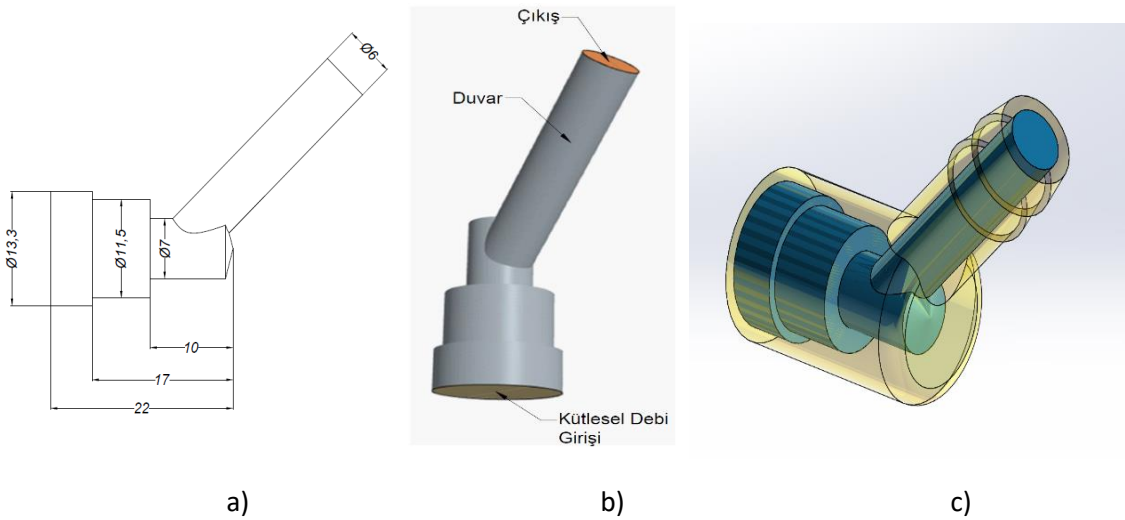 Ø6
Ø13,3
Ø11,5
Ø7
10
17
22
Çıkış
Duvar
Kütlesel Debi
Girişi
a)
b)
c)